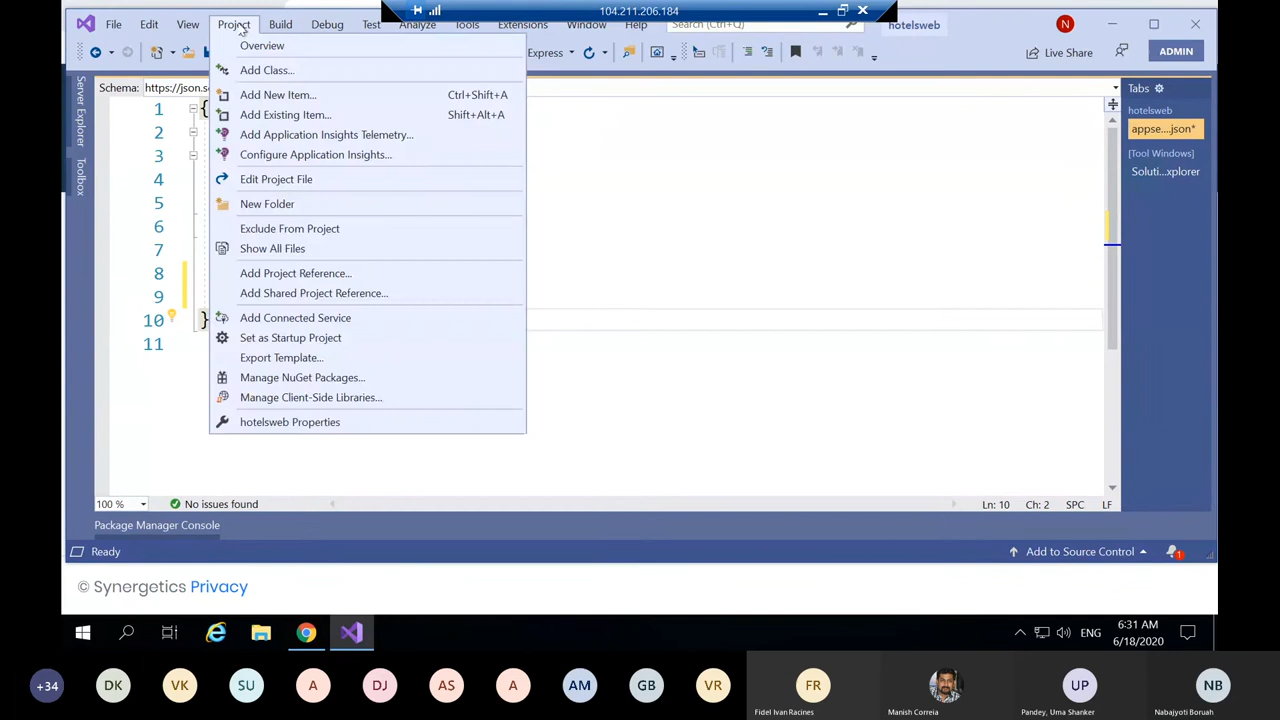 104.211.206.184
File Edit View Project Build Debug Test Analyze Tools Extensions Window Help Search (Ctrl+Q) hotelsweb N
Express Live Share ADMIN
Schema: https://json.s
Server Explorer
Toolbox
Overview
Add Class...
Add New Item... Ctrl+Shift+A
Add Existing Item... Shift+Alt+A
Add Application Insights Telemetry...
Configure Application Insights...
Edit Project File
New Folder
Exclude From Project
Show All Files
Add Project Reference...
Add Shared Project Reference...
Add Connected Service
Set as Startup Project
Export Template...
Manage NuGet Packages...
Manage Client-Side Libraries...
hotelsweb Properties
1 {
2
3
4
5
6
7
8
9
10 }
11
Tabs
hotelsweb
appse....json*
[Tool Windows]
Soluti...xplorer
100 % No issues found Ln: 10 Ch: 2 SPC LF
Package Manager Console
Ready Add to Source Control 1
© Synergetics Privacy
ENG 6:31 AM
6/18/2020
+34 DK VK SU A DJ AS A AM GB VR FR UP NB
Fidel Ivan Racines Manish Correia Pandey, Uma Shanker Nabajyoti Boruah